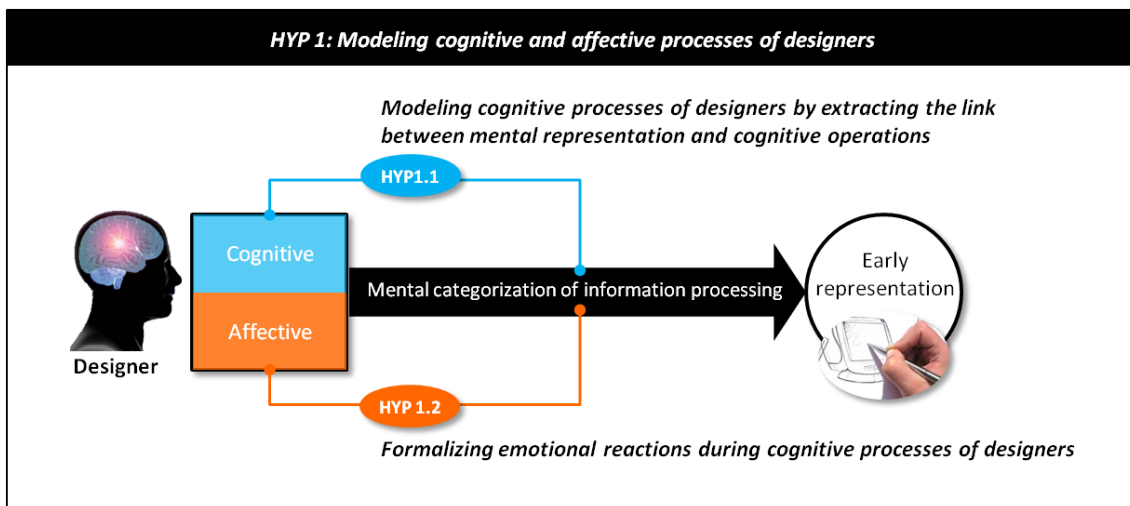 HYP 1: Modeling cognitive and affective processes of designers
Modeling cognitive processes of designers by extracting the link
between mental representation and cognitive operations
HYP1.1
Cognitive
Affective
Designer
Mental categorization of information processing
Early
representation
HYP 1.2
Formalizing emotional reactions during cognitive processes of designers